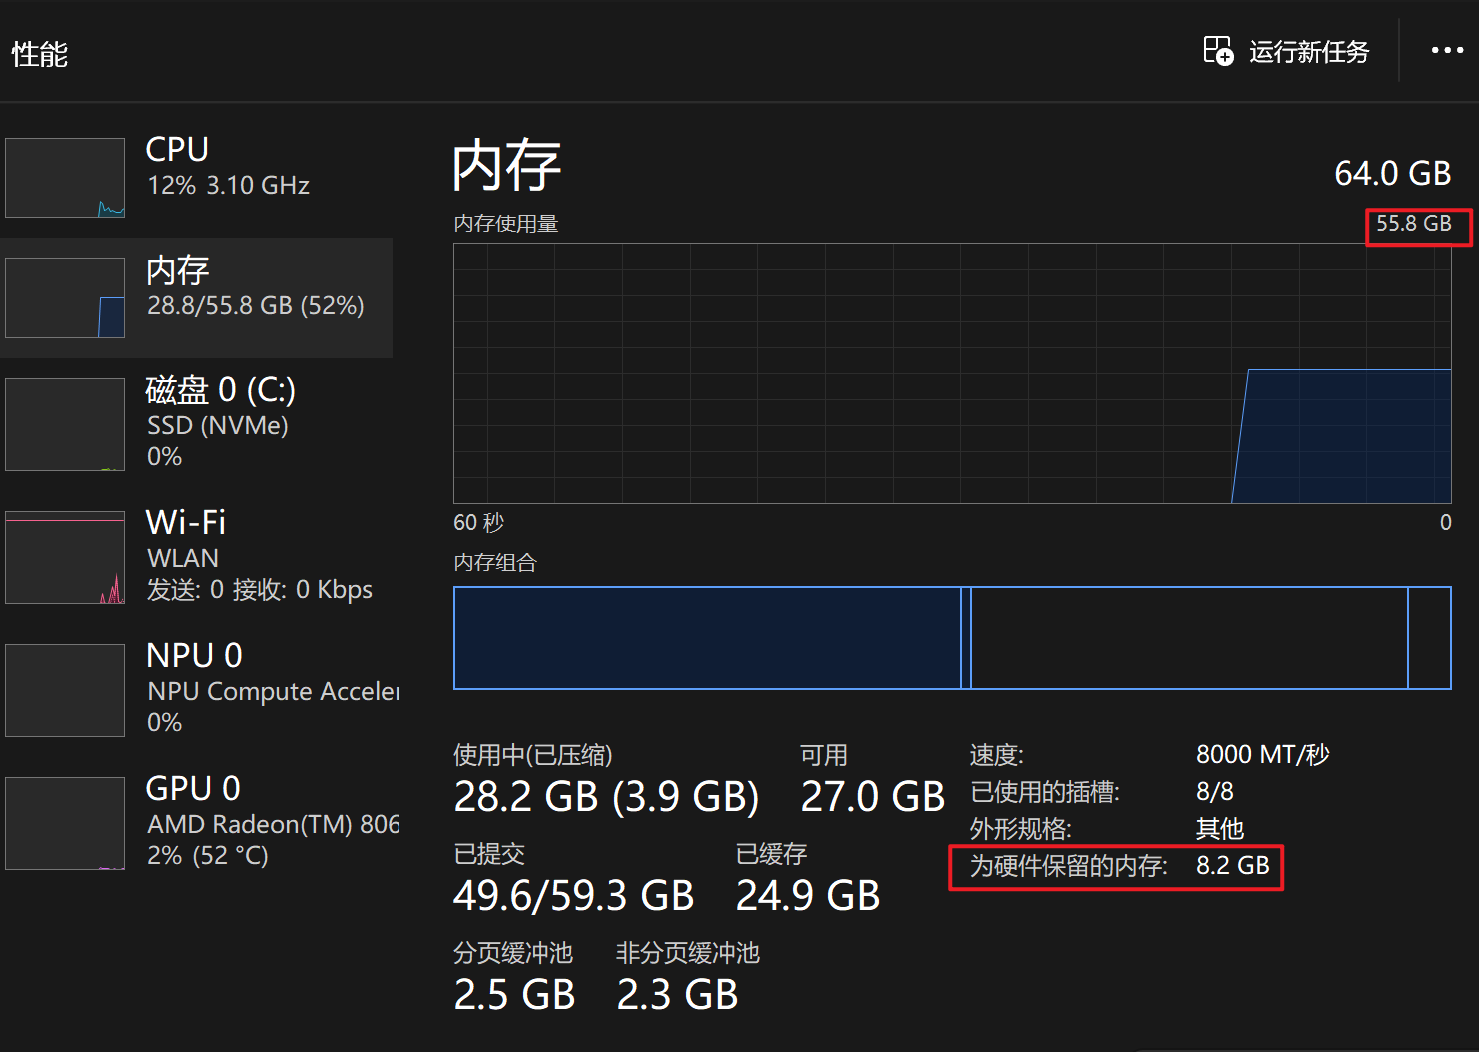 性能
运行新任务
CPU
12% 3.10 GHz
内存
28.8/55.8 GB (52%)
磁盘 0 (C:)
SSD (NVMe)
0%
Wi-Fi
WLAN
发送: 0 接收: 0 Kbps
NPU 0
NPU Compute Acceler
0%
GPU 0
AMD Radeon(TM) 806
2% (52 °C)
内存
64.0 GB
内存使用量
55.8 GB
60 秒
0
内存组合
使用中(已压缩)
28.2 GB (3.9 GB)
可用
27.0 GB
已提交
49.6/59.3 GB
已缓存
24.9 GB
分页缓冲池
2.5 GB
非分页缓冲池
2.3 GB
速度: 8000 MT/秒
已使用的插槽: 8/8
外形规格: 其他
为硬件保留的内存: 8.2 GB